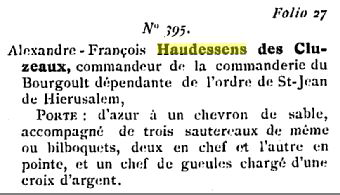 Folio 27
N° 395.
Alexandre-François Haudessens des Clu-
zeaux, commandeur de la commanderie du
Bourgoult dépendante de l'ordre de St-Jean
de Hierusalem,
PORTE : d'azur à un chevron de sable,
accompagné de trois sautereaux de même
ou bilboquets, deux en chef et l'autre en
pointe, et un chef de gueules chargé d'une
croix d'argent.